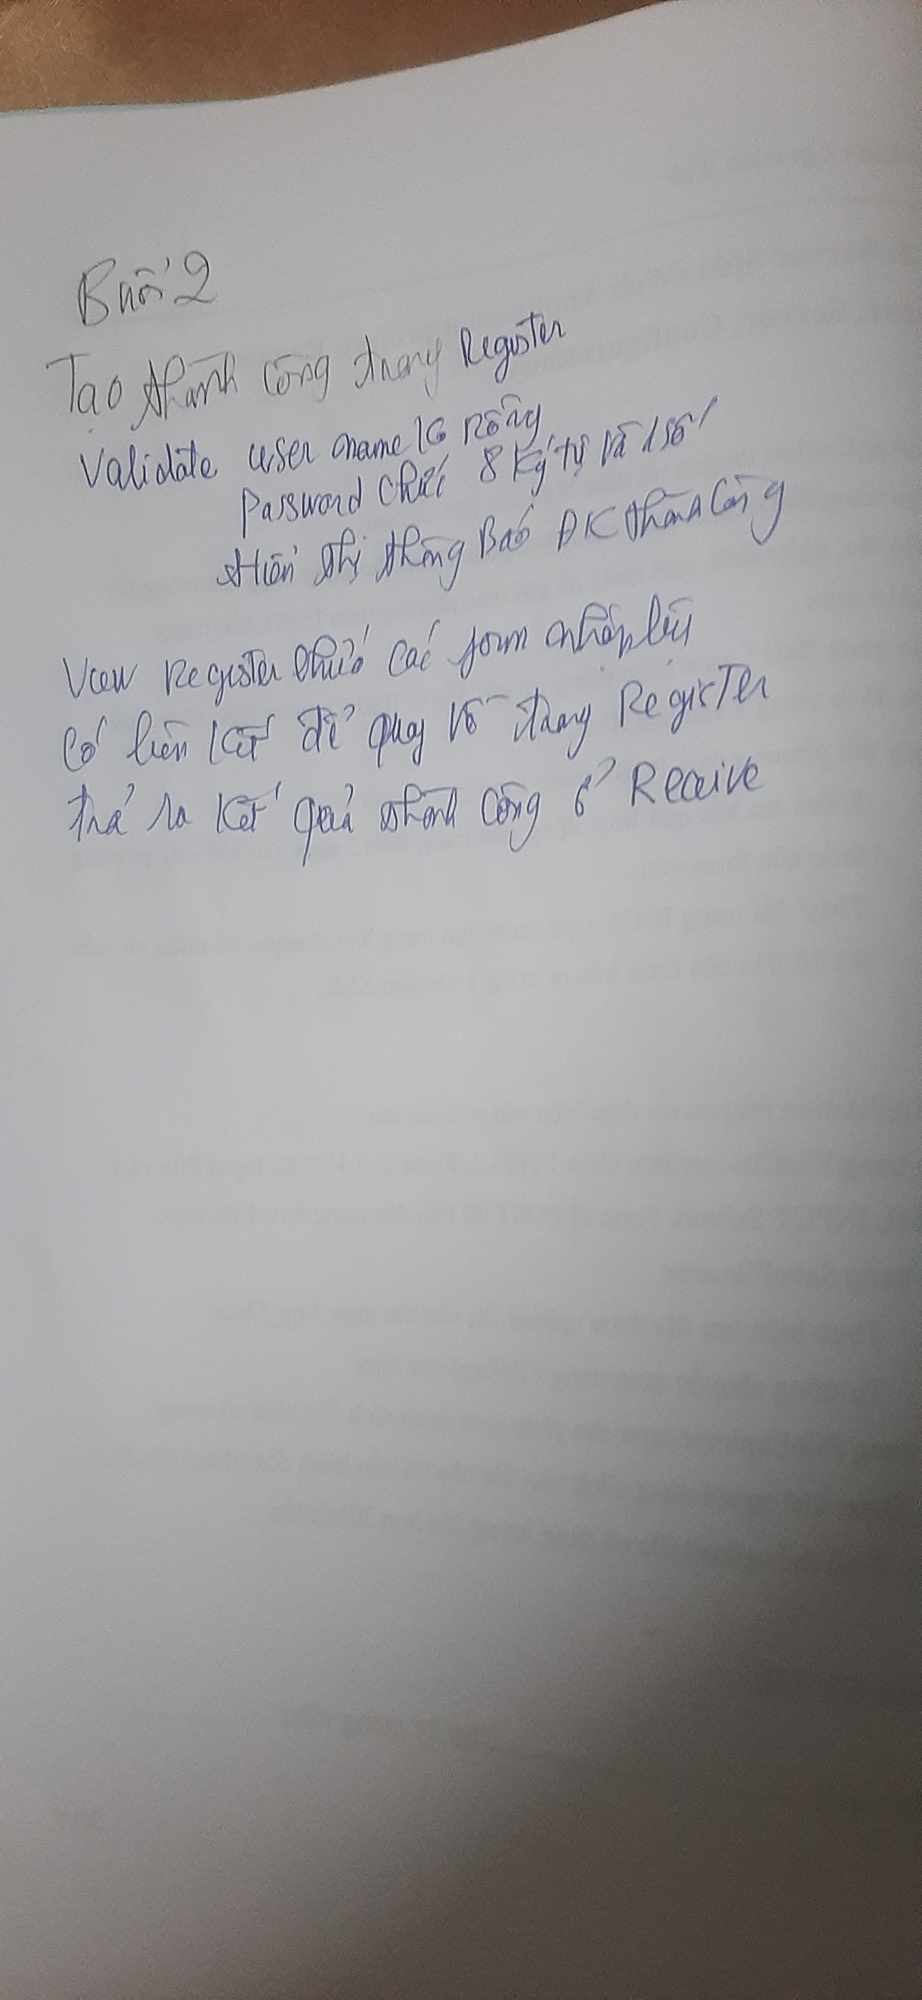 Buổi 2
Tạo thành công trang Register
Validate user name rỗng
Password chứa 8 ký tự và 1 số
Hiển thị thông Báo ĐK thành công
View Register chứa các form nhập liệu
Có liên kết để quay về trang Register
trả ra kết quả thành công ở Receive